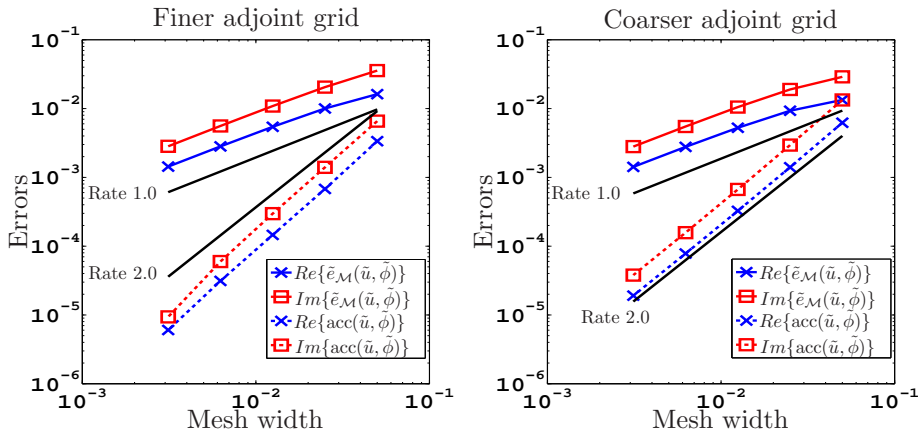 Finer adjoint grid
10⁻¹
10⁻²
10⁻³
10⁻⁴
10⁻⁵
10⁻⁶
Errors
Rate 1.0
Rate 2.0
Re{ẽ_ℳ(ũ, φ̃)}
Im{ẽ_ℳ(ũ, φ̃)}
Re{acc(ũ, φ̃)}
Im{acc(ũ, φ̃)}
10⁻³
10⁻²
10⁻¹
Mesh width
Coarser adjoint grid
10⁻¹
10⁻²
10⁻³
10⁻⁴
10⁻⁵
10⁻⁶
Errors
Rate 1.0
Rate 2.0
Re{ẽ_ℳ(ũ, φ̃)}
Im{ẽ_ℳ(ũ, φ̃)}
Re{acc(ũ, φ̃)}
Im{acc(ũ, φ̃)}
10⁻³
10⁻²
10⁻¹
Mesh width